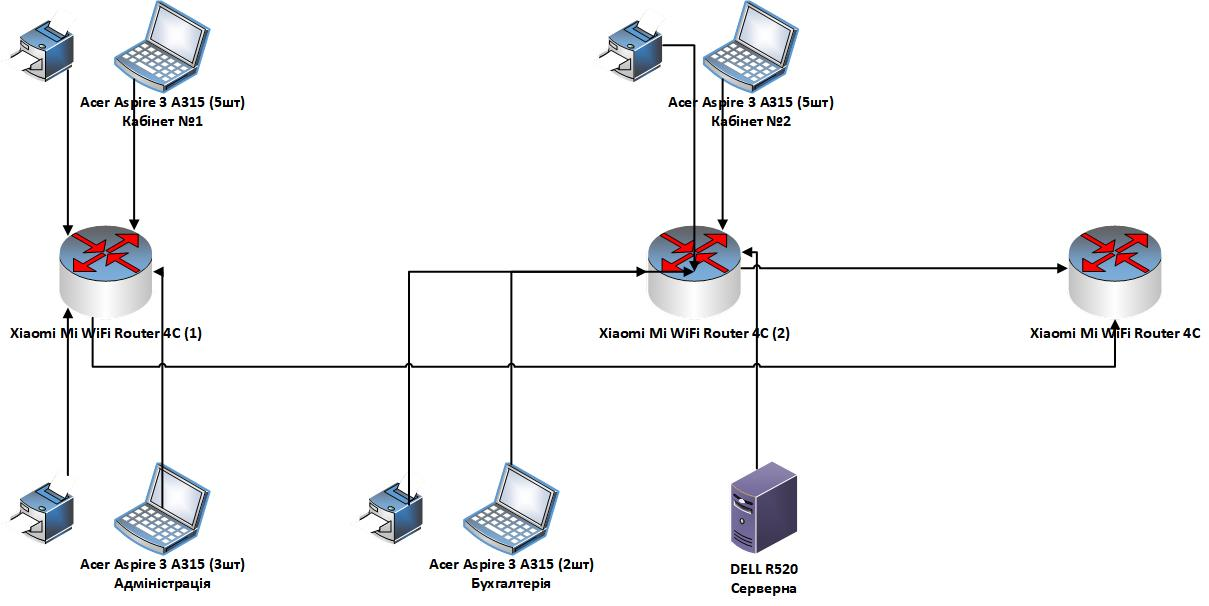 Acer Aspire 3 A315 (5шт)
Кабінет №1
Acer Aspire 3 A315 (5шт)
Кабінет №2
Xiaomi Mi WiFi Router 4C (1)
Xiaomi Mi WiFi Router 4C (2)
Xiaomi Mi WiFi Router 4C
Acer Aspire 3 A315 (3шт)
Адміністрація
Acer Aspire 3 A315 (2шт)
Бухгалтерія
DELL R520
Серверна